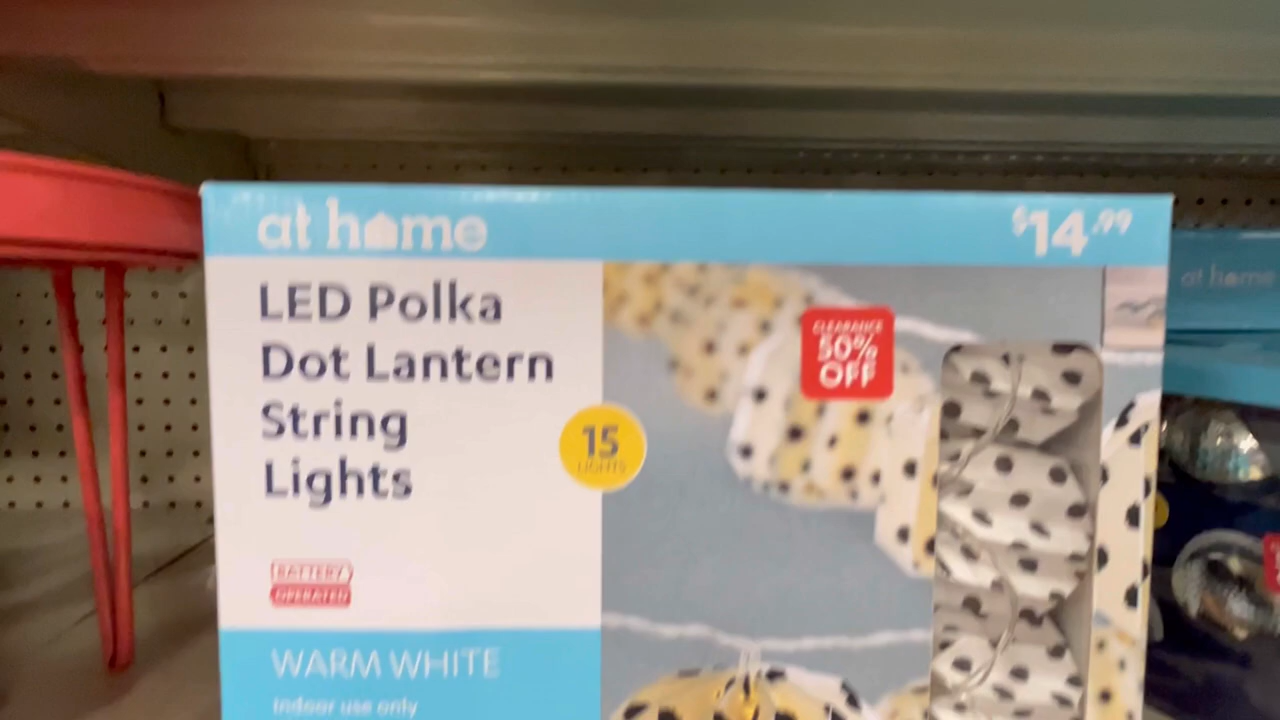 at home
$14.99
LED Polka
Dot Lantern
String
Lights
CLEARANCE
50%
OFF
15
LIGHTS
BATTERY
OPERATED
WARM WHITE
Indoor use only
at home